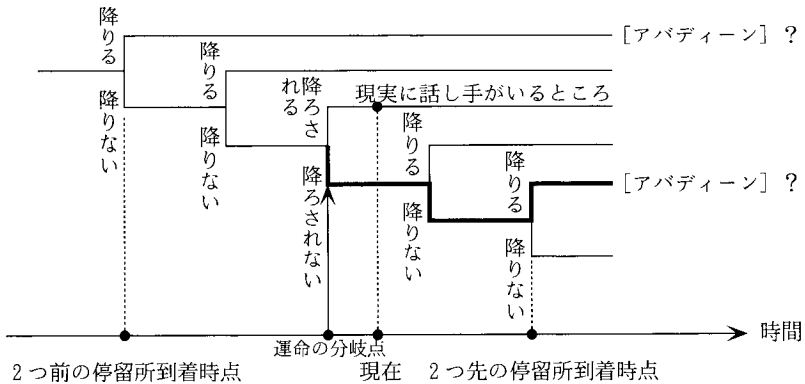 降りる
[アバディーン]?
降りない
降りる
降りない
降ろされる
現実に話し手がいるところ
降ろされない
降りる
降りない
降りる
[アバディーン]?
降りない
時間
運命の分岐点
2つ前の停留所到着時点
現在
2つ先の停留所到着時点